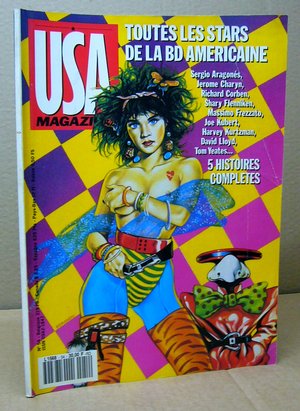 USA
MAGAZINE
TOUTES LES STARS
DE LA BD AMERICAINE
Sergio Aragonés,
Jerome Charyn,
Richard Corben,
Shary Flenniken,
Massimo Frezzato,
Joe Kubert,
Harvey Kurtzman,
David Lloyd,
Tom Yeates...
5 HISTOIRES
COMPLETES